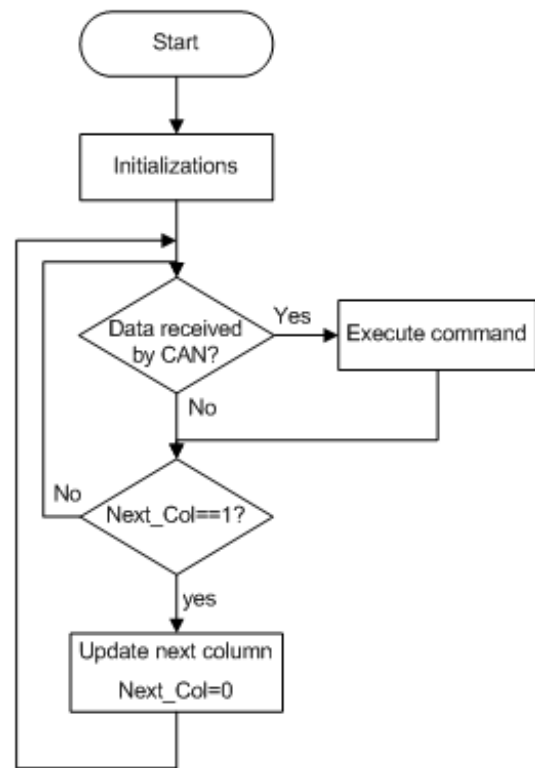 Start
Initializations
Data received
by CAN?
Yes
Execute command
No
No
Next_Col==1?
yes
Update next column
Next_Col=0